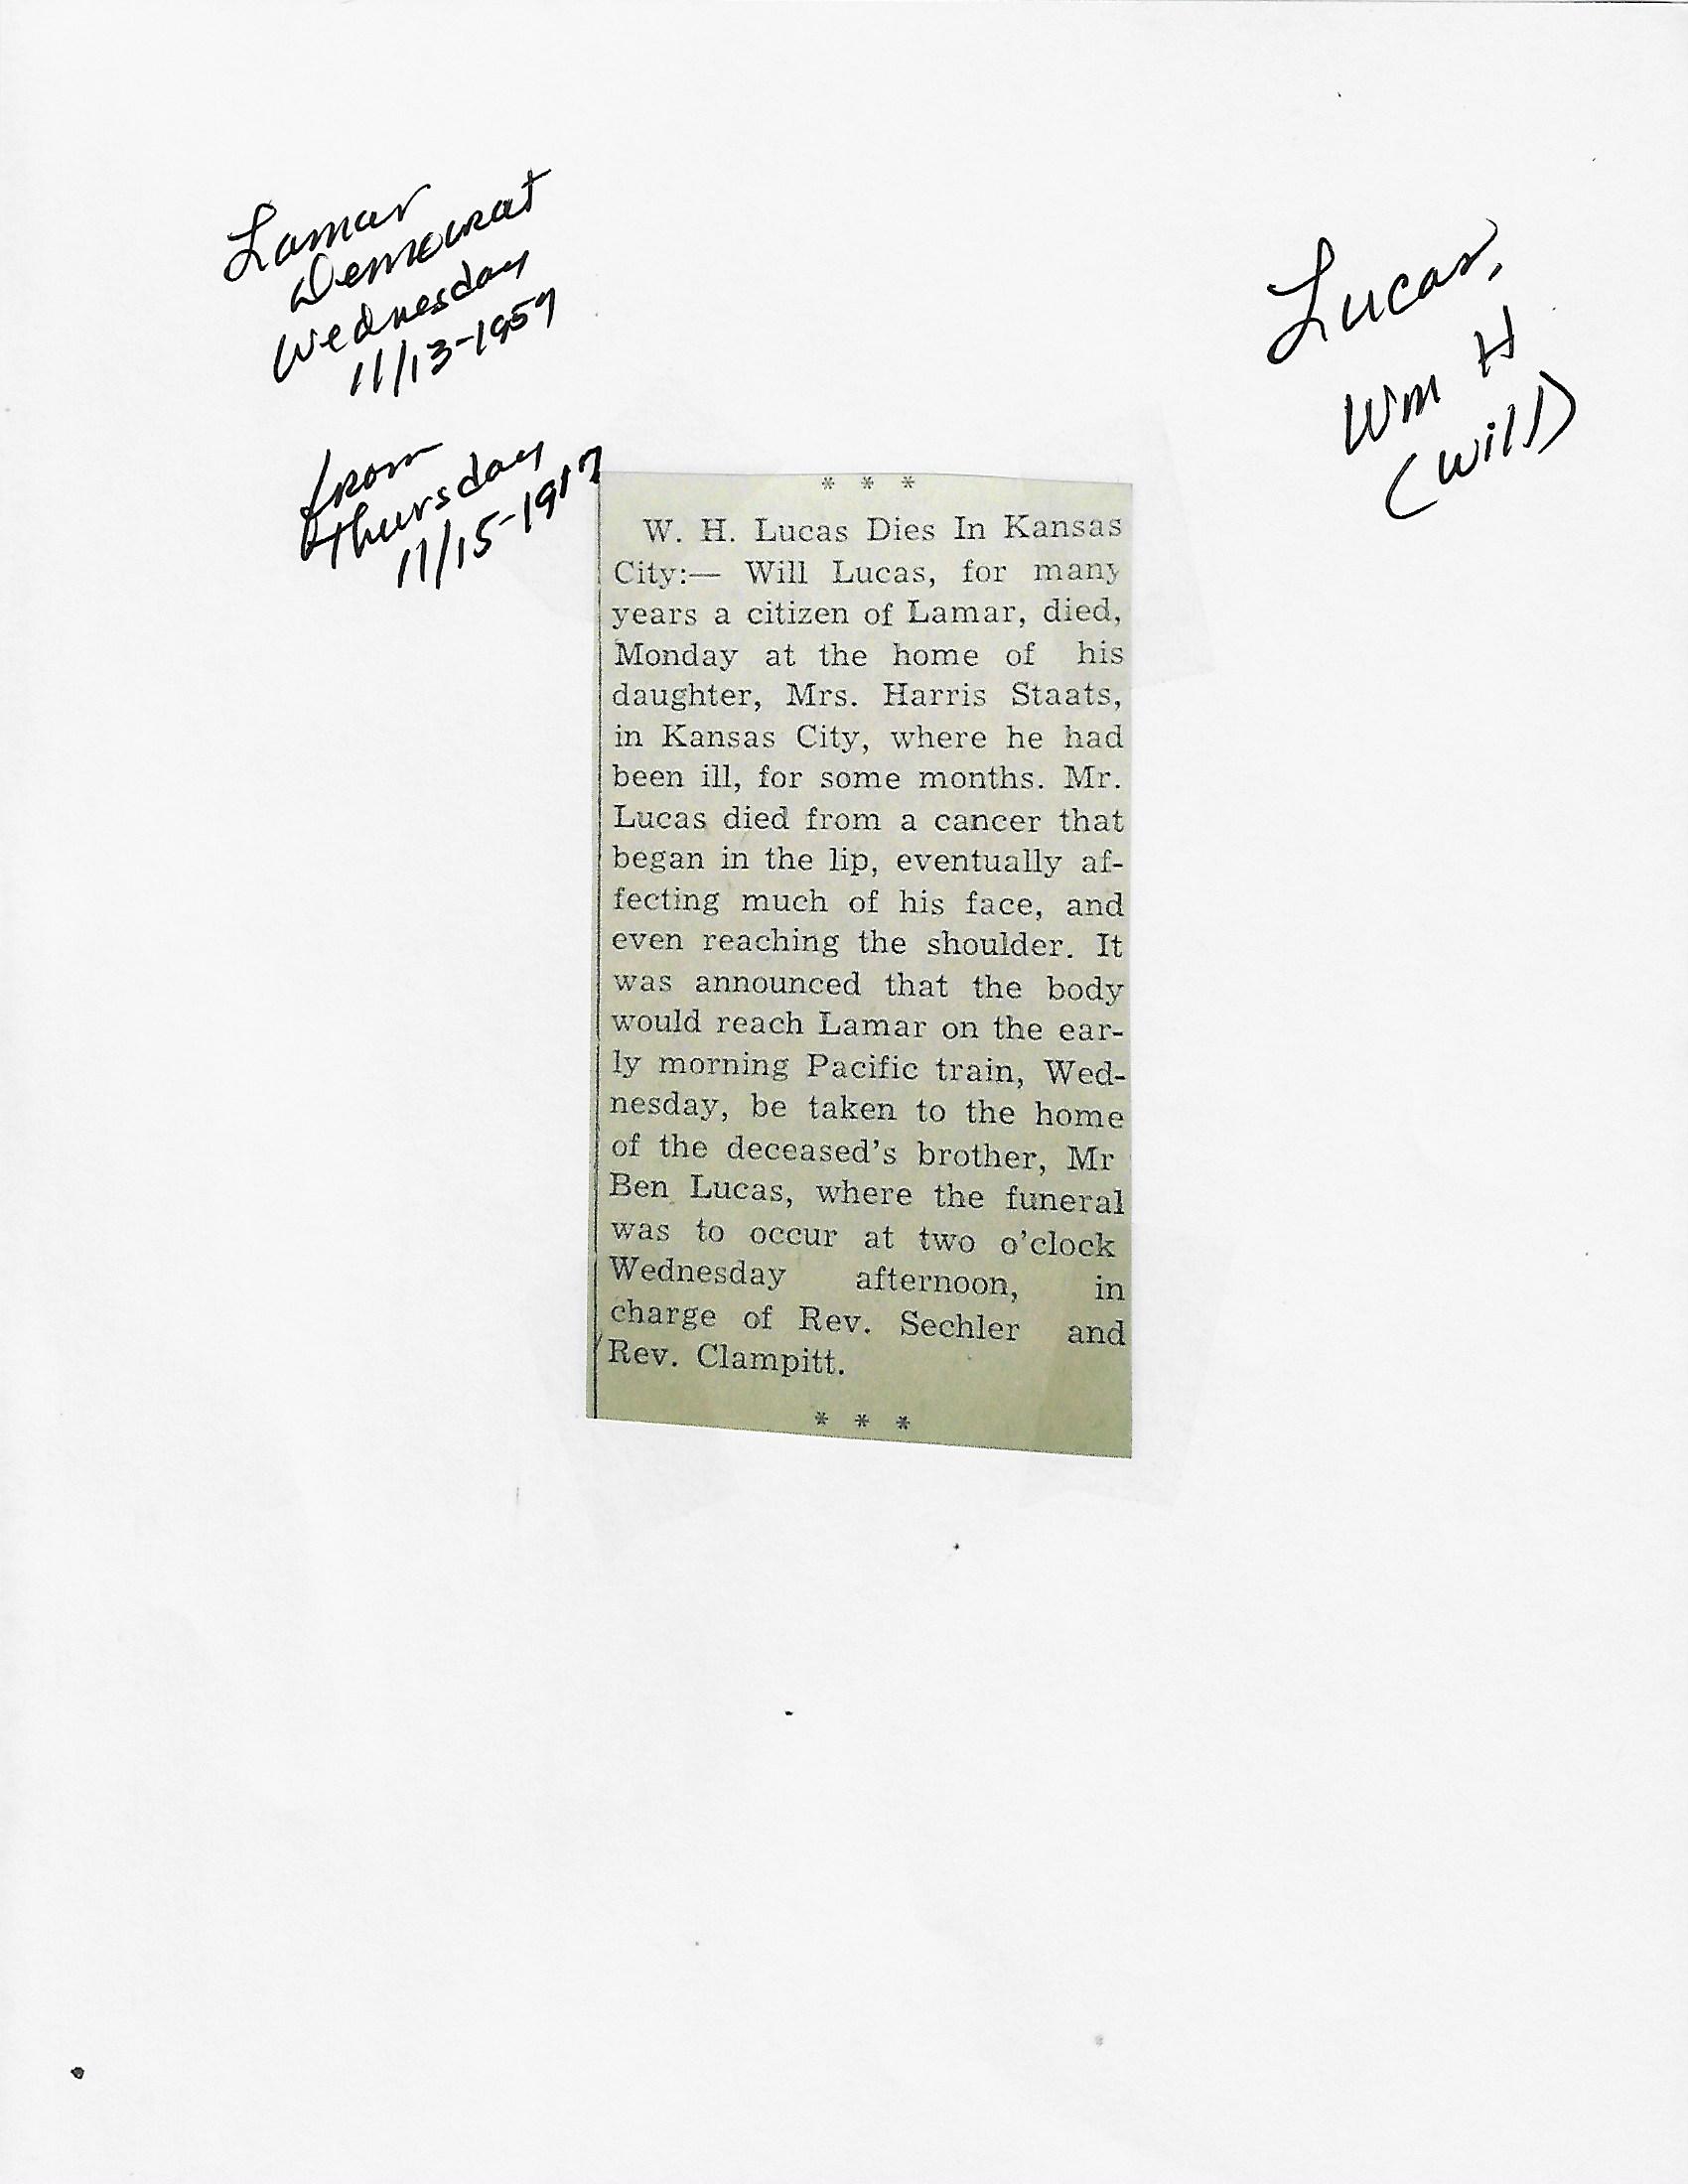 Lamar
Democrat
Wednesday
11/13-1957
from
Thursday
11/15-1917
Lucas,
Wm H
(Will)
* * *
W. H. Lucas Dies In Kansas
City:— Will Lucas, for many
years a citizen of Lamar, died,
Monday at the home of his
daughter, Mrs. Harris Staats,
in Kansas City, where he had
been ill, for some months. Mr.
Lucas died from a cancer that
began in the lip, eventually af-
fecting much of his face, and
even reaching the shoulder. It
was announced that the body
would reach Lamar on the ear-
ly morning Pacific train, Wed-
nesday, be taken to the home
of the deceased's brother, Mr
Ben Lucas, where the funeral
was to occur at two o'clock
Wednesday afternoon, in
charge of Rev. Sechler and
Rev. Clampitt.
* * *